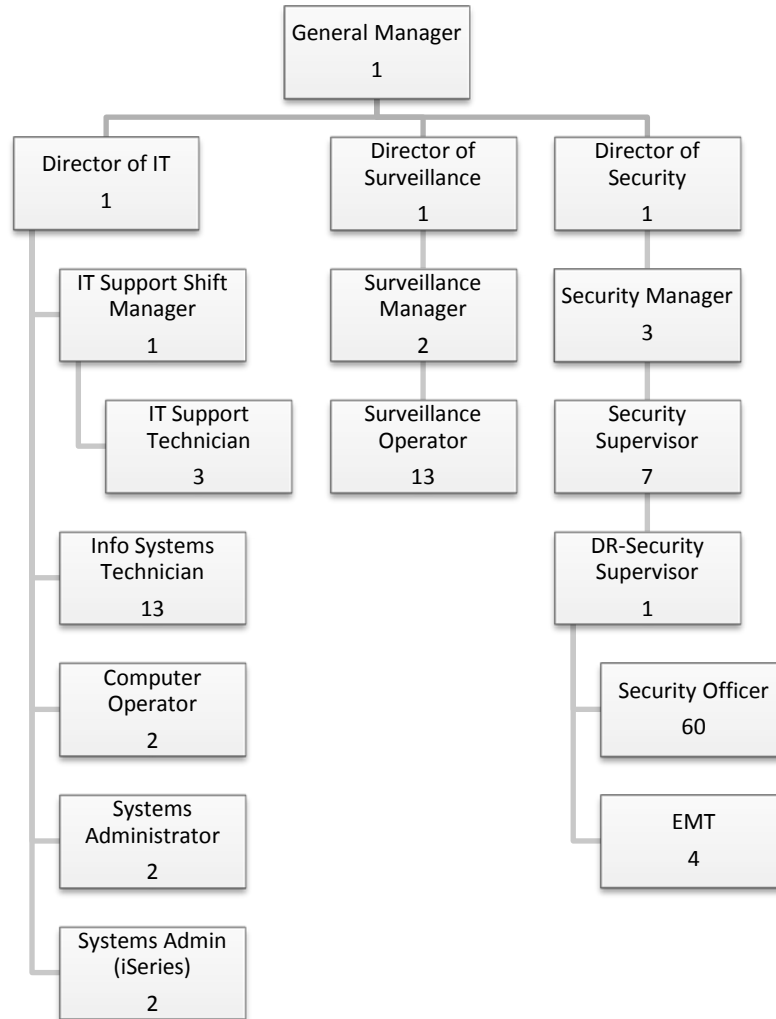 General Manager
1
Director of IT
1
Director of
Surveillance
1
Director of
Security
1
IT Support Shift
Manager
1
Surveillance
Manager
2
Security Manager
3
IT Support
Technician
3
Surveillance
Operator
13
Security
Supervisor
7
Info Systems
Technician
13
DR-Security
Supervisor
1
Computer
Operator
2
Security Officer
60
Systems
Administrator
2
EMT
4
Systems Admin
(iSeries)
2